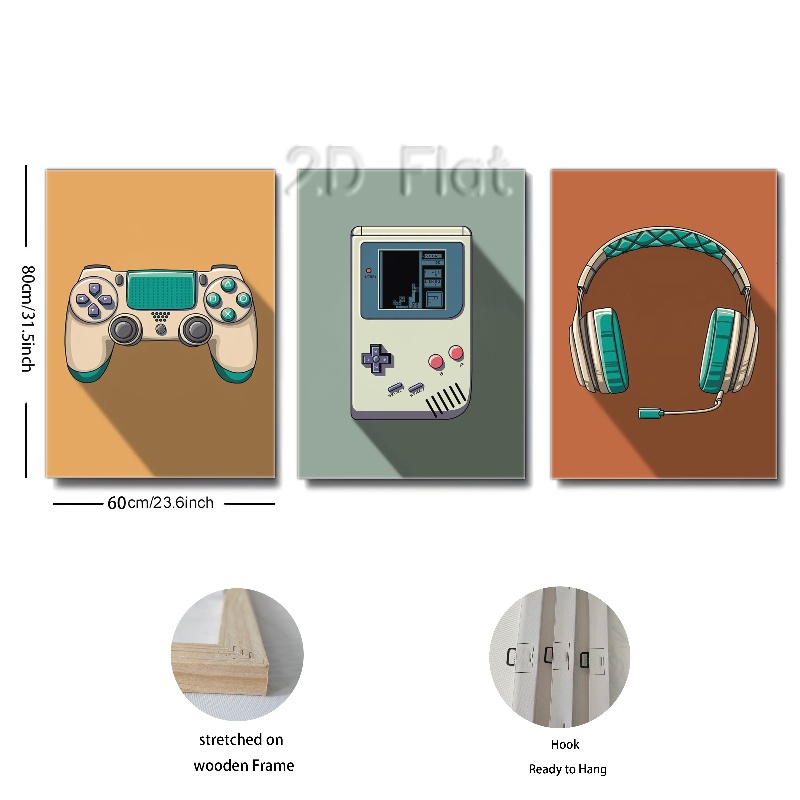 2D Flat
80cm/31.5inch
60cm/23.6inch
stretched on
wooden Frame
Hook
Ready to Hang